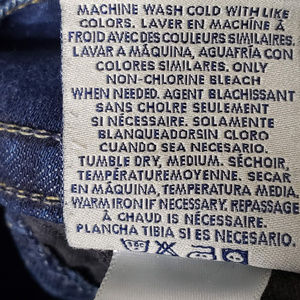 MACHINE WASH COLD WITH LIKE
COLORS. LAVER EN MACHINE À
FROID AVEC DES COULEURS SIMILAIRES.
LAVAR A MÁQUINA, AGUAFRÍA CON
COLORES SIMILARES. ONLY
NON-CHLORINE BLEACH
WHEN NEEDED. AGENT BLACHISSANT
SANS CHOLRE SEULEMENT
SI NÉCESSAIRE. SOLAMENTE
BLANQUEADORSIN CLORO
CUANDO SEA NECESARIO.
TUMBLE DRY, MEDIUM. SÉCHOIR,
TEMPÉRATURE MOYENNE. SECAR
EN MÁQUINA, TEMPERATURA MEDIA.
WARM IRON IF NECESSARY. REPASSAGE
À CHAUD IS NÉCESSAIRE.
PLANCHA TIBIA SI ES NECESARIO.